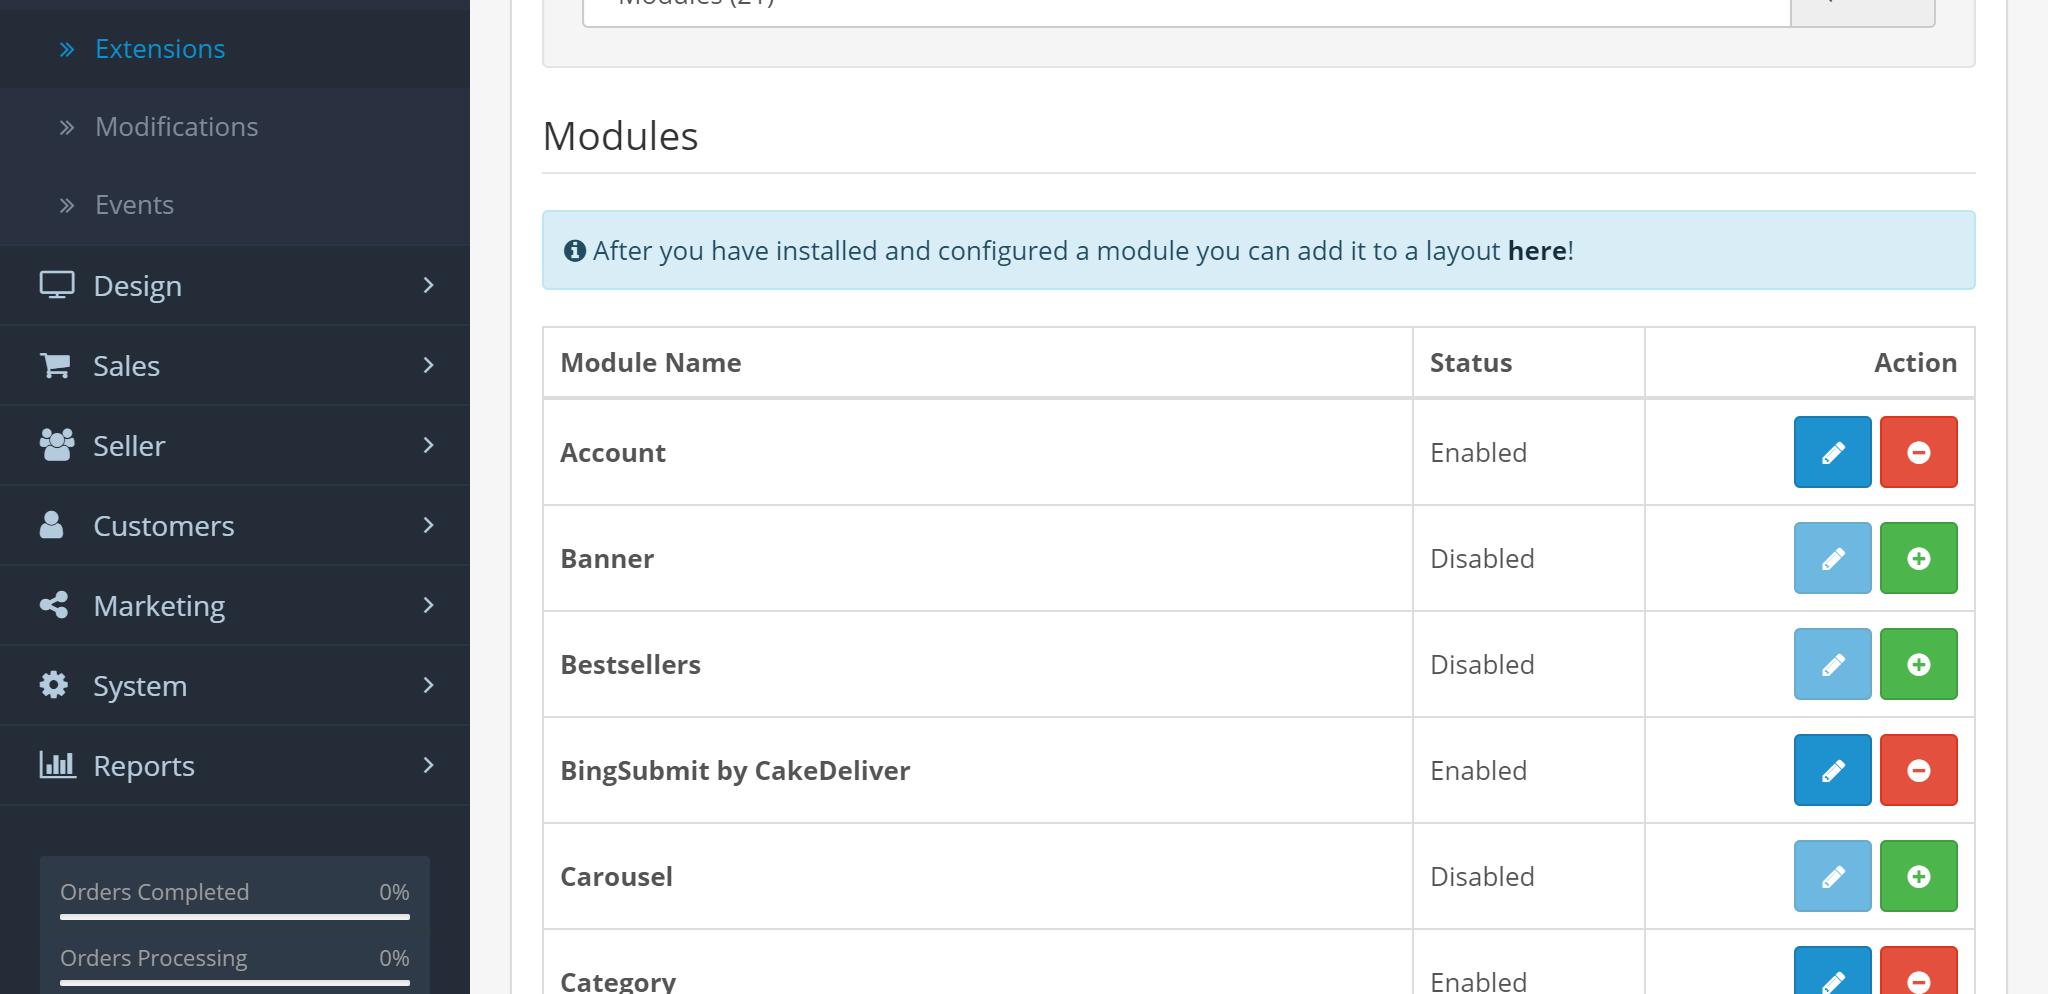 Extensions
Modifications
Events
Design
Sales
Seller
Customers
Marketing
System
Reports
Orders Completed 0%
Orders Processing 0%
Modules (21)
Modules
After you have installed and configured a module you can add it to a layout here!
Module Name Status Action
Account Enabled
Banner Disabled
Bestsellers Disabled
BingSubmit by CakeDeliver Enabled
Carousel Disabled
Category Enabled